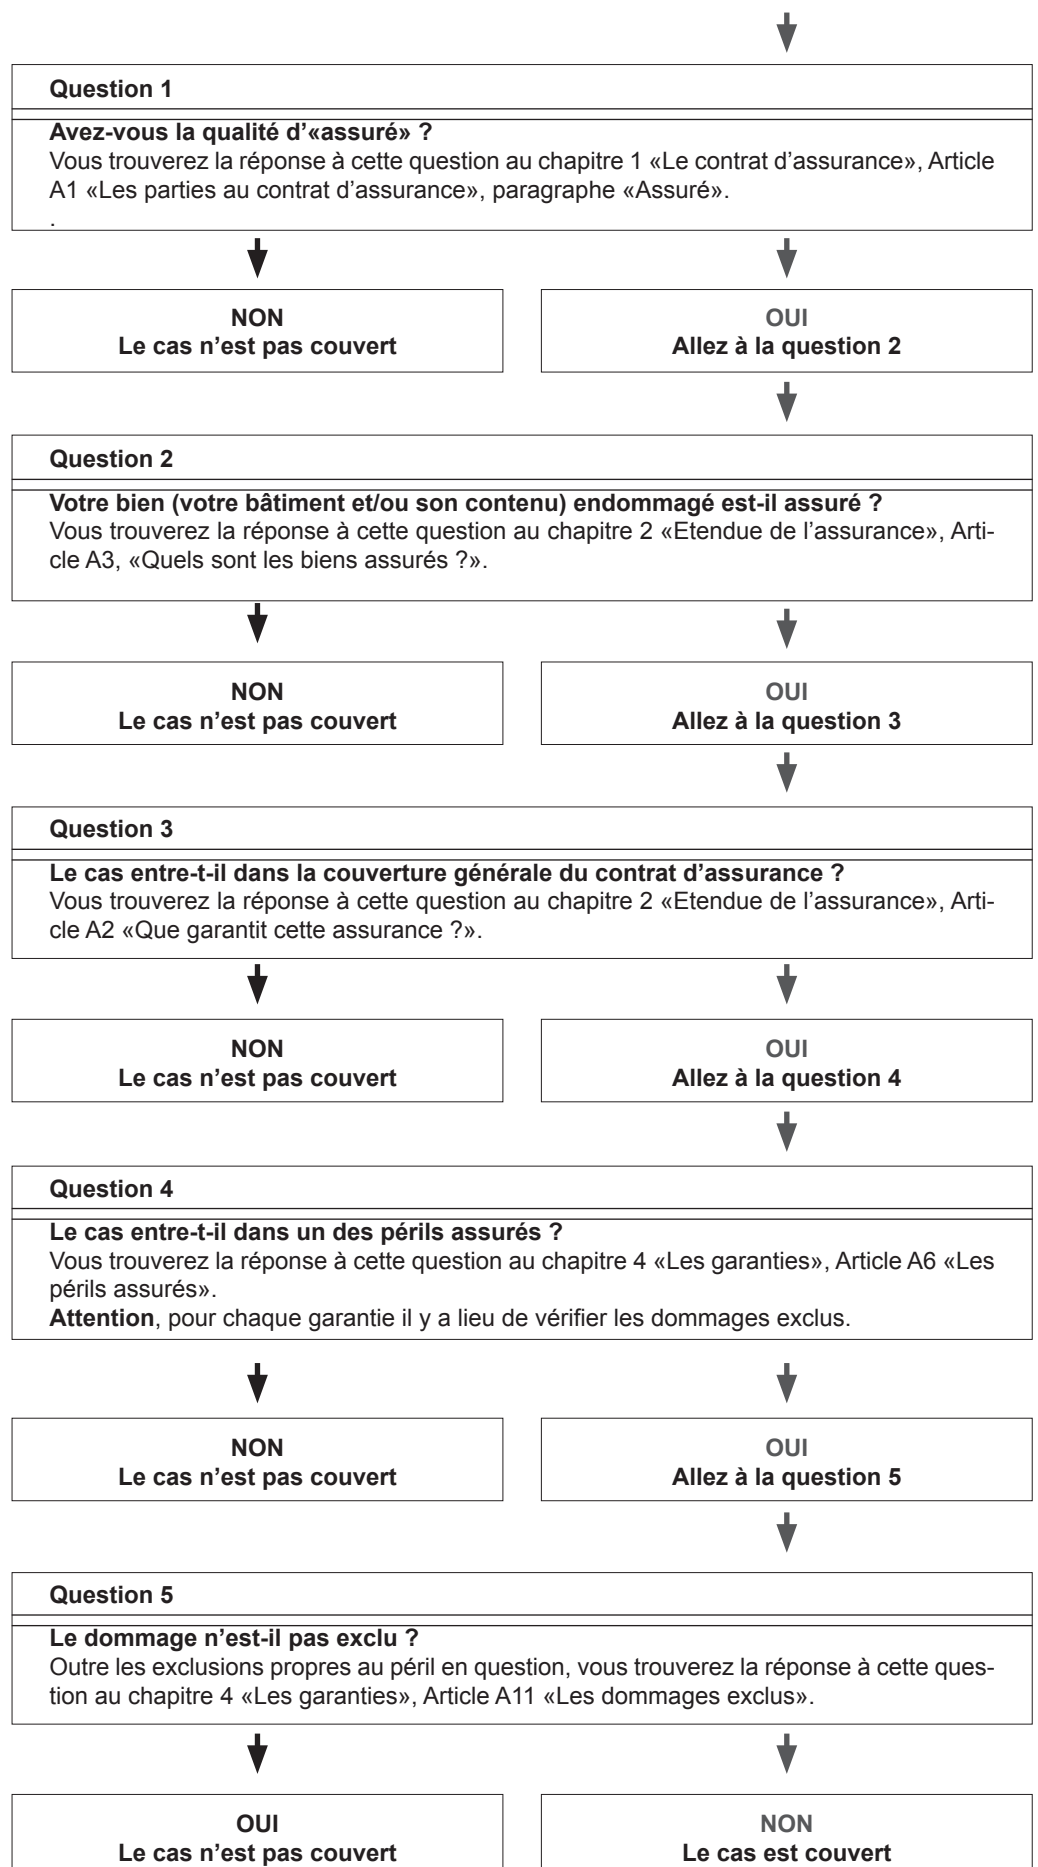 Question 1
Avez-vous la qualité d'«assuré» ?
Vous trouverez la réponse à cette question au chapitre 1 «Le contrat d'assurance», Article
A1 «Les parties au contrat d'assurance», paragraphe «Assuré».
.
NON
Le cas n'est pas couvert
OUI
Allez à la question 2
Question 2
Votre bien (votre bâtiment et/ou son contenu) endommagé est-il assuré ?
Vous trouverez la réponse à cette question au chapitre 2 «Etendue de l'assurance», Arti-
cle A3, «Quels sont les biens assurés ?».
NON
Le cas n'est pas couvert
OUI
Allez à la question 3
Question 3
Le cas entre-t-il dans la couverture générale du contrat d'assurance ?
Vous trouverez la réponse à cette question au chapitre 2 «Etendue de l'assurance», Arti-
cle A2 «Que garantit cette assurance ?».
NON
Le cas n'est pas couvert
OUI
Allez à la question 4
Question 4
Le cas entre-t-il dans un des périls assurés ?
Vous trouverez la réponse à cette question au chapitre 4 «Les garanties», Article A6 «Les
périls assurés».
Attention, pour chaque garantie il y a lieu de vérifier les dommages exclus.
NON
Le cas n'est pas couvert
OUI
Allez à la question 5
Question 5
Le dommage n'est-il pas exclu ?
Outre les exclusions propres au péril en question, vous trouverez la réponse à cette ques-
tion au chapitre 4 «Les garanties», Article A11 «Les dommages exclus».
OUI
Le cas n'est pas couvert
NON
Le cas est couvert